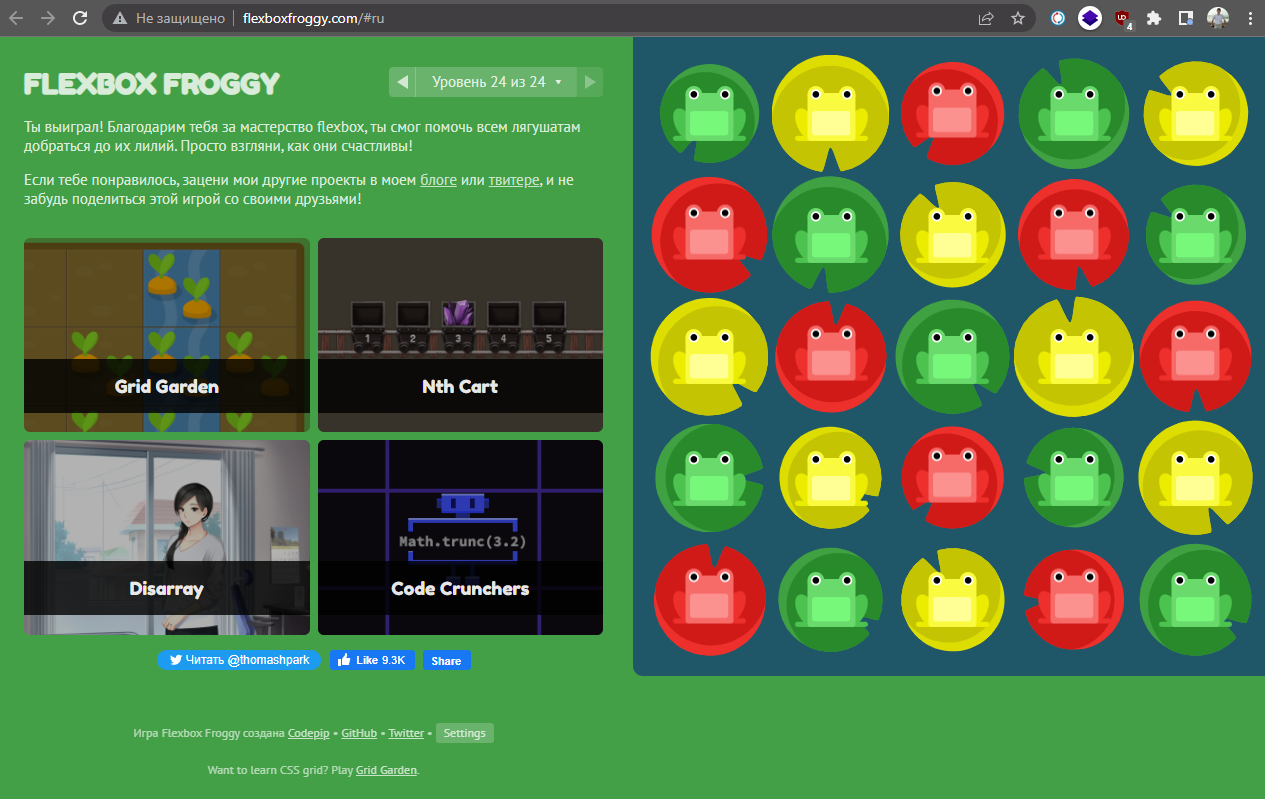 Не защищено
flexboxfroggy.com/#ru
4
FLEXBOX FROGGY
Уровень 24 из 24
Ты выиграл! Благодарим тебя за мастерство flexbox, ты смог помочь всем лягушатам
добраться до их лилий. Просто взгляни, как они счастливы!
Если тебе понравилось, зацени мои другие проекты в моем блоге или твитере, и не
забудь поделиться этой игрой со своими друзьями!
1 2 3 4 5
Grid Garden
Nth Cart
Math.trunc(3.2)
Disarray
Code Crunchers
Читать @thomashpark
Like 9.3K
Share
Игра Flexbox Froggy создана Codepip • GitHub • Twitter • Settings
Want to learn CSS grid? Play Grid Garden.